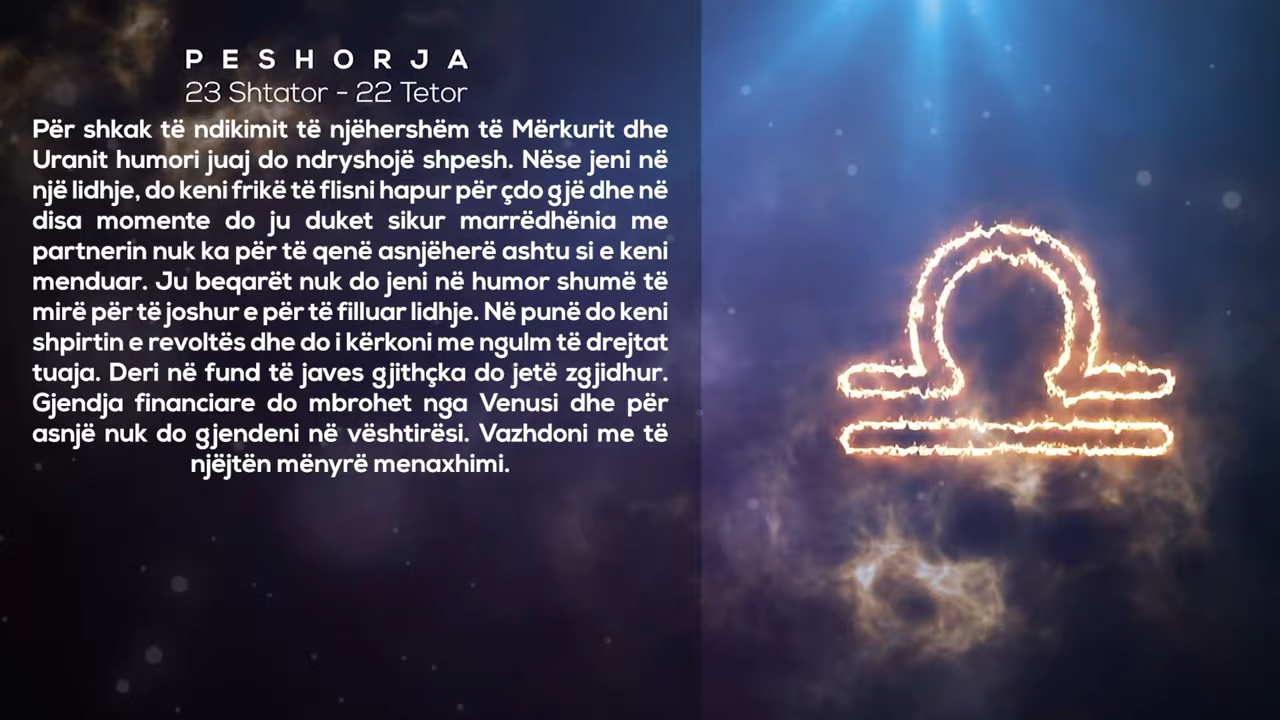 PESHORJA
23 Shtator - 22 Tetor
Për shkak të ndikimit të njëhershëm të Mërkurit dhe
Uranit humori juaj do ndryshojë shpesh. Nëse jeni në
një lidhje, do keni frikë të flisni hapur për çdo gjë dhe në
disa momente do ju duket sikur marrëdhënia me
partnerin nuk ka për të qenë asnjëherë ashtu si e keni
menduar. Ju beqarët nuk do jeni në humor shumë të
mirë për të joshur e për të filluar lidhje. Në punë do keni
shpirtin e revoltës dhe do i kërkoni me ngulm të drejtat
tuaja. Deri në fund të javes gjithçka do jetë zgjidhur.
Gjendja financiare do mbrohet nga Venusi dhe për
asnjë nuk do gjendeni në vështirësi. Vazhdoni me të
njëjtën mënyrë menaxhimi.